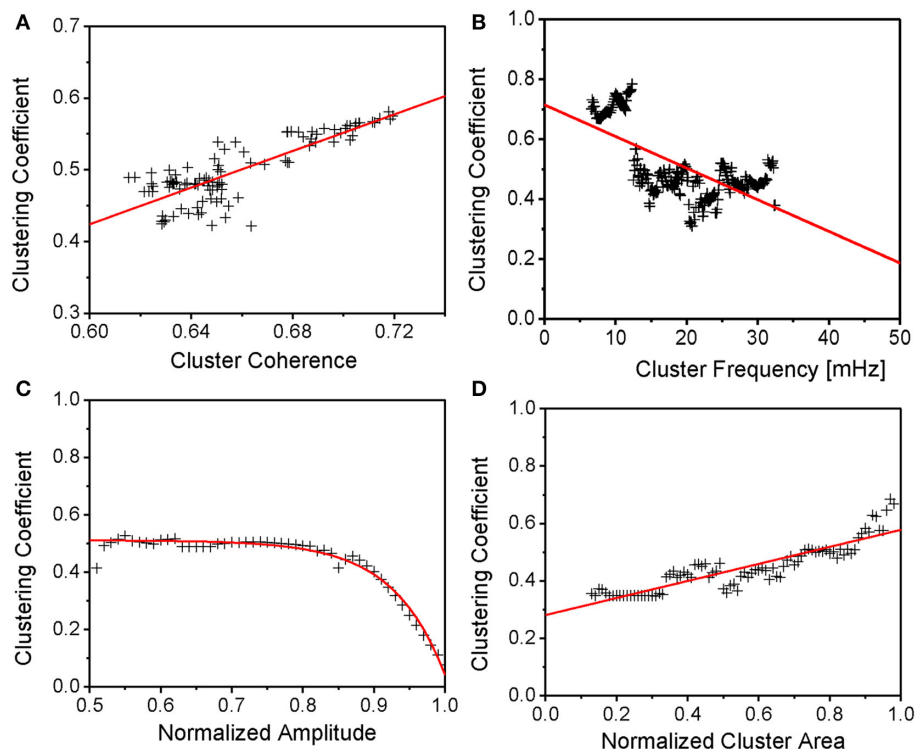 A
0.7
0.6
0.5
0.4
0.3
Clustering Coefficient
0.60 0.64 0.68 0.72
Cluster Coherence
B
1.0
0.8
0.6
0.4
0.2
0.0
Clustering Coefficient
0 10 20 30 40 50
Cluster Frequency [mHz]
C
1.0
0.8
0.6
0.4
0.2
0.0
Clustering Coefficient
0.5 0.6 0.7 0.8 0.9 1.0
Normalized Amplitude
D
1.0
0.8
0.6
0.4
0.2
0.0
Clustering Coefficient
0.0 0.2 0.4 0.6 0.8 1.0
Normalized Cluster Area